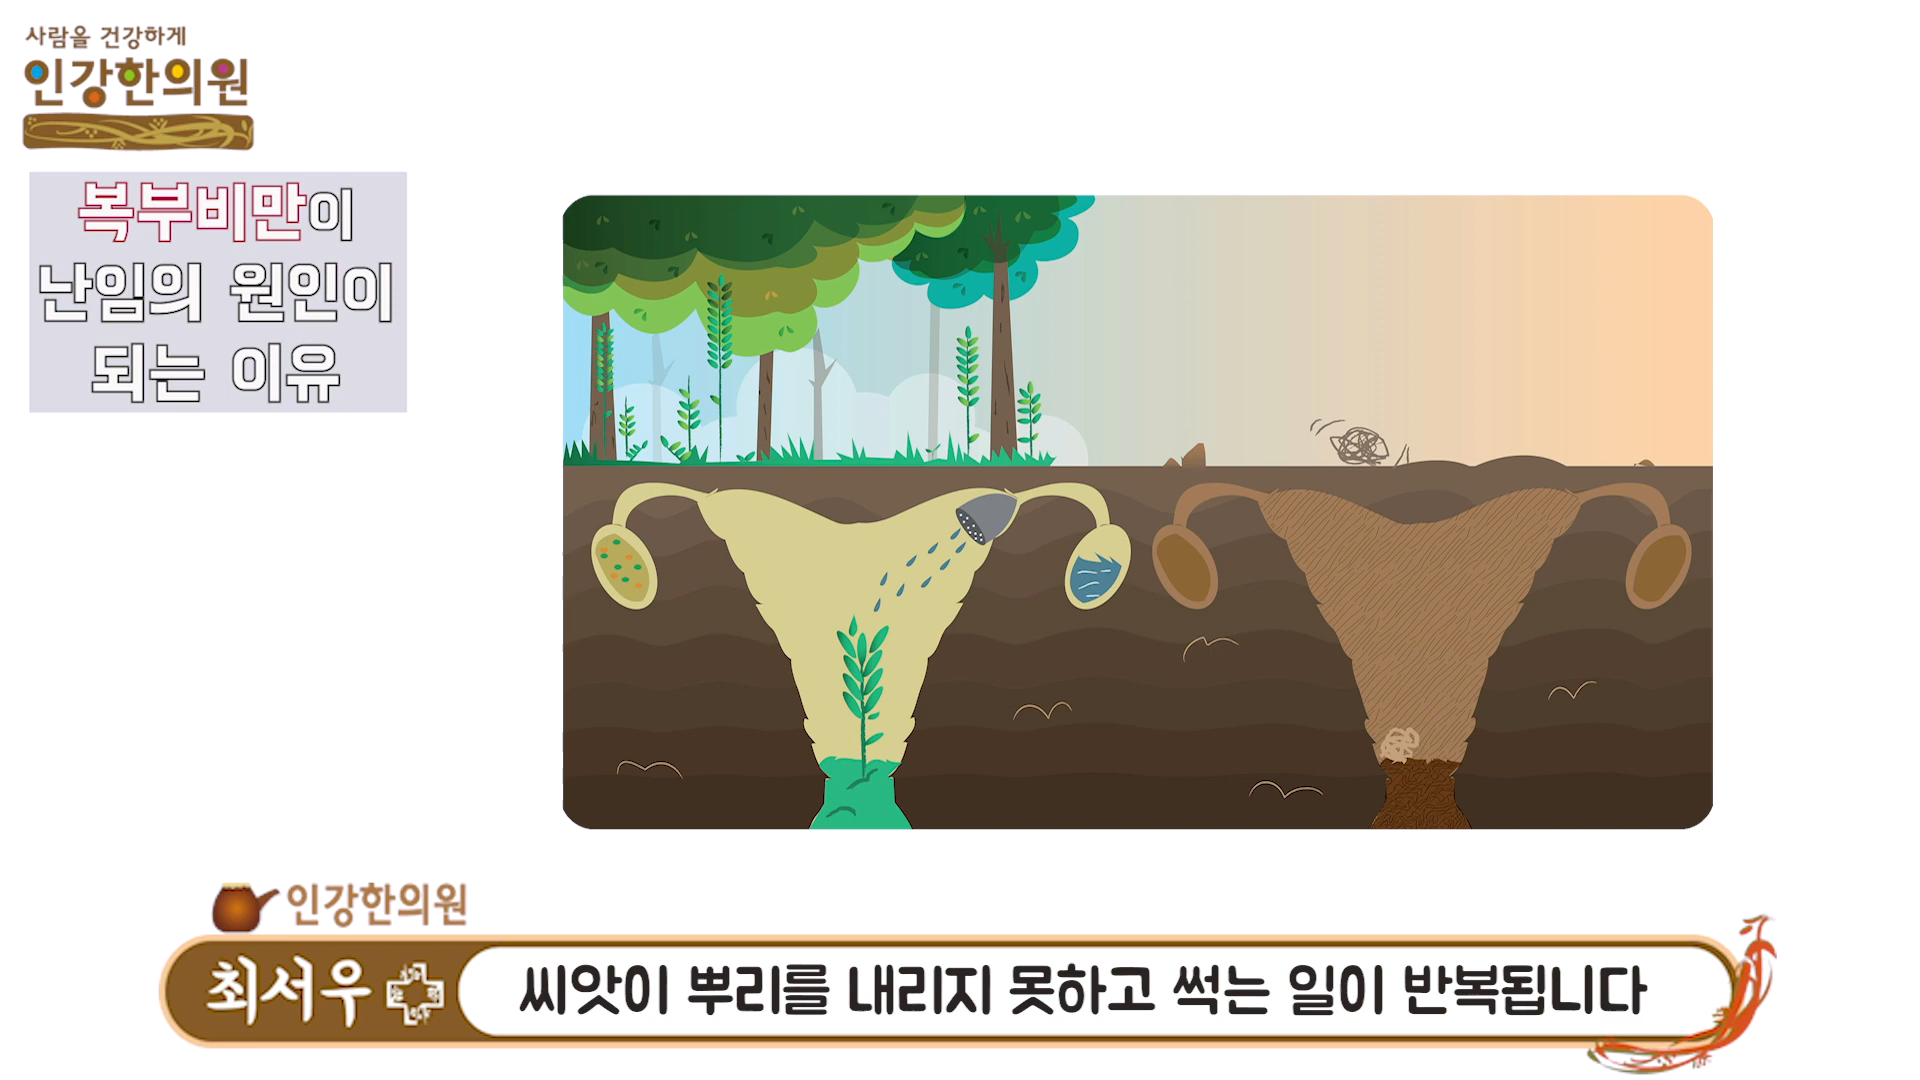 사람을 건강하게
인강한의원
복부비만이
난임의 원인이
되는 이유
인강한의원
최서우
씨앗이 뿌리를 내리지 못하고 썩는 일이 반복됩니다